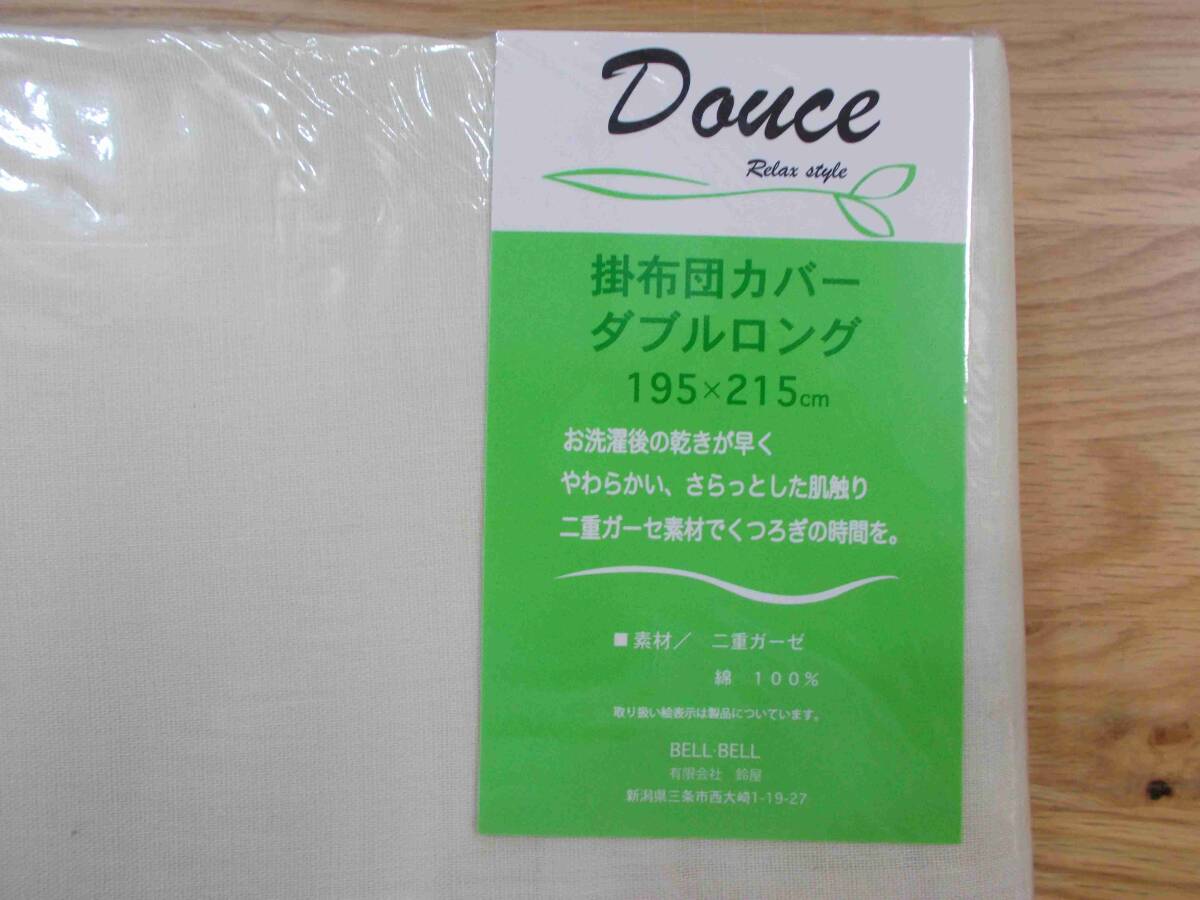 Douce
Relax style
掛布団カバー
ダブルロング
195×215cm
お洗濯後の乾きが早く
やわらかい、さらっとした肌触り
二重ガーセ素材でくつろぎの時間を。
■素材／ 二重ガーゼ
綿 １００％
取り扱い絵表示は製品についています。
BELL·BELL
有限会社 鈴屋
新潟県三条市西大崎1-19-27